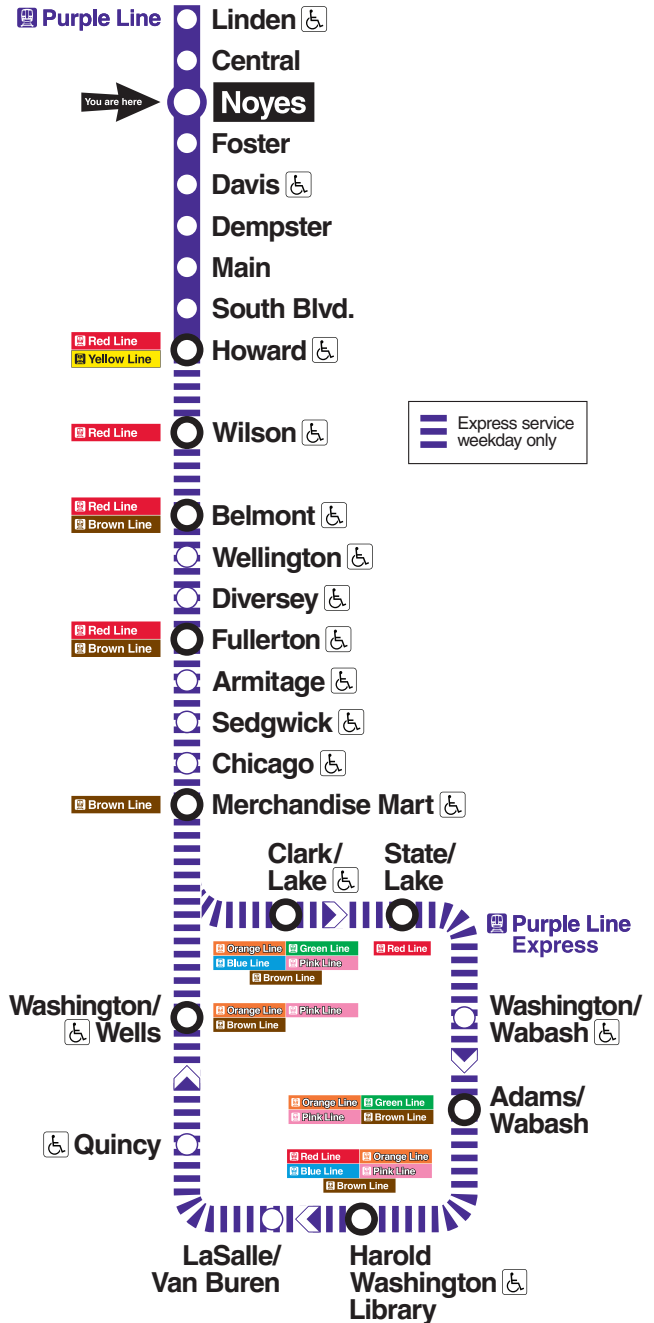 Purple Line
Linden
Central
You are here
Noyes
Foster
Davis
Dempster
Main
South Blvd.
Red Line
Yellow Line
Howard
Red Line
Wilson
Express service
weekday only
Red Line
Brown Line
Belmont
Wellington
Diversey
Red Line
Brown Line
Fullerton
Armitage
Sedgwick
Chicago
Brown Line
Merchandise Mart
Clark/
Lake
State/
Lake
Orange Line Green Line
Blue Line Pink Line
Brown Line
Red Line
Purple Line
Express
Washington/
Wells
Orange Line Pink Line
Brown Line
Washington/
Wabash
Orange Line Green Line
Pink Line Brown Line
Adams/
Wabash
Quincy
Red Line Orange Line
Blue Line Pink Line
Brown Line
LaSalle/
Van Buren
Harold
Washington
Library